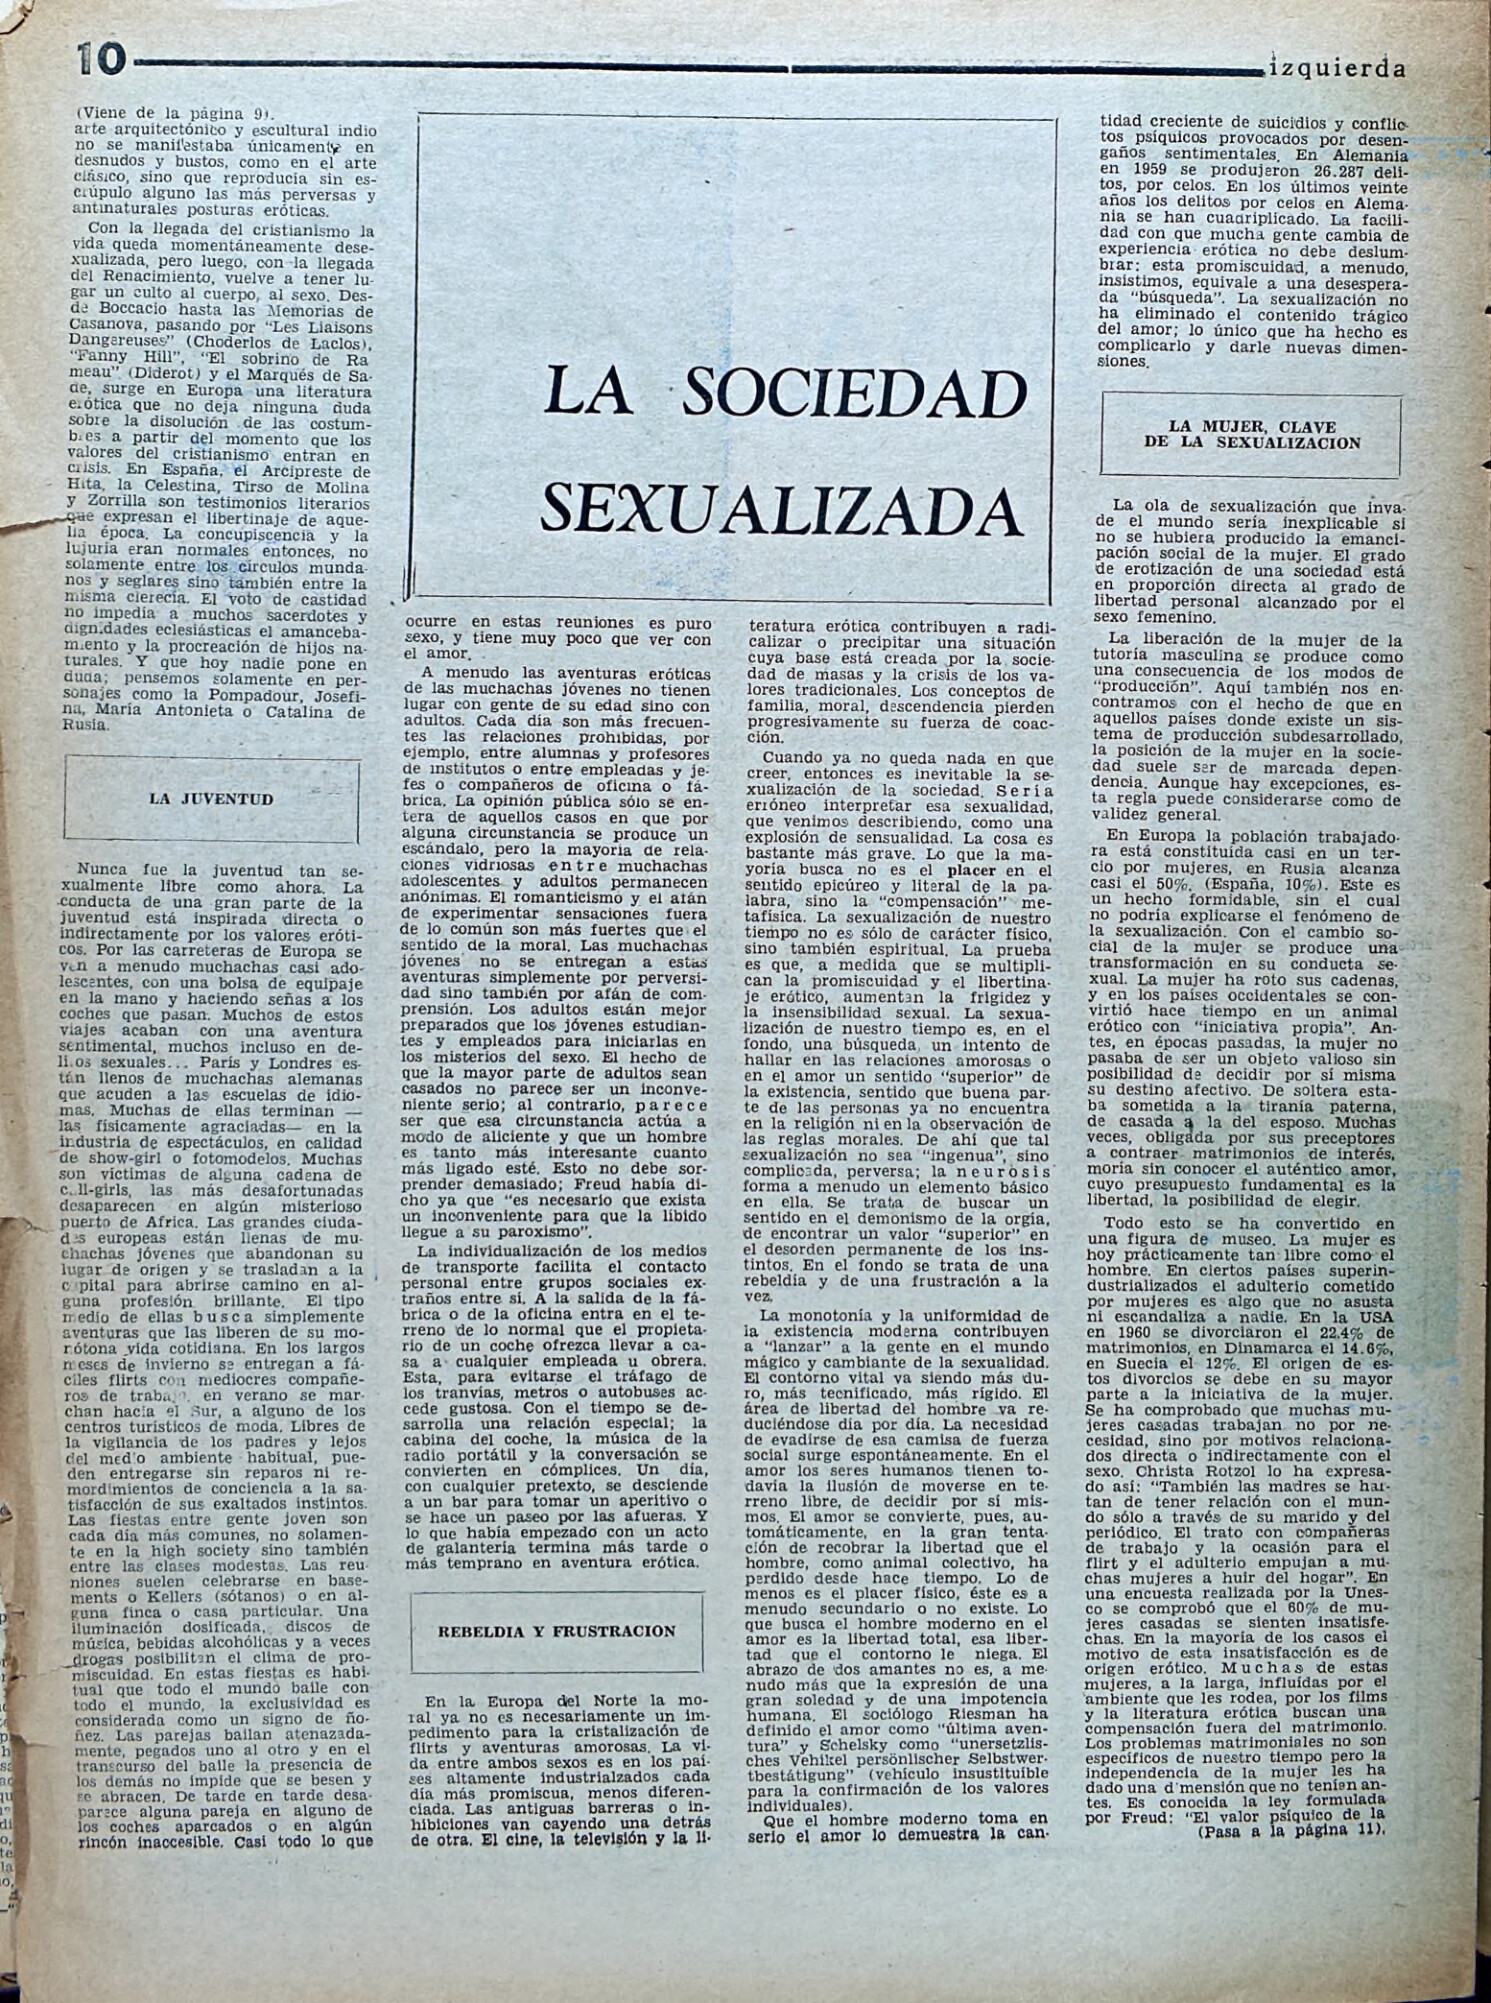 10
izquierda
(Viene de la página 9).
arte arquitectónico y escultural indio
no se manifestaba únicamente en
desnudos y bustos, como en el arte
clásico, sino que reproducía sin es-
crúpulo alguno las más perversas y
antinaturales posturas eróticas.
Con la llegada del cristianismo la
vida queda momentáneamente dese-
xualizada, pero luego, con la llegada
del Renacimiento, vuelve a tener lu-
gar un culto al cuerpo, al sexo. Des-
de Boccacio hasta las Memorias de
Casanova, pasando por "Les Liaisons
Dangereuses" (Choderlos de Laclos),
"Fanny Hill", "El sobrino de Ra
meau" (Diderot) y el Marqués de Sa-
de, surge en Europa una literatura
erótica que no deja ninguna duda
sobre la disolución de las costum-
bres a partir del momento que los
valores del cristianismo entran en
crisis. En España, el Arcipreste de
Hita, la Celestina, Tirso de Molina
y Zorrilla son testimonios literarios
que expresan el libertinaje de aque-
lla época. La concupiscencia y la
lujuria eran normales entonces, no
solamente entre los círculos munda-
nos y seglares sino también entre la
misma clerecía. El voto de castidad
no impedía a muchos sacerdotes y
dignidades eclesiásticas el amanceba-
miento y la procreación de hijos na-
turales. Y que hoy nadie pone en
duda; pensemos solamente en per-
sonajes como la Pompadour, Josefi-
na, María Antonieta o Catalina de
Rusia.
LA JUVENTUD
Nunca fue la juventud tan se-
xualmente libre como ahora. La
conducta de una gran parte de la
juventud está inspirada directa o
indirectamente por los valores eróti-
cos. Por las carreteras de Europa se
ven a menudo muchachas casi ado-
lescentes, con una bolsa de equipaje
en la mano y haciendo señas a los
coches que pasan. Muchos de estos
viajes acaban con una aventura
sentimental, muchos incluso en de-
litos sexuales... París y Londres es-
tán llenos de muchachas alemanas
que acuden a las escuelas de idio-
mas. Muchas de ellas terminan —
las físicamente agraciadas— en la
industria de espectáculos, en calidad
de show-girl o fotomodelos. Muchas
son víctimas de alguna cadena de
call-girls, las más desafortunadas
desaparecen en algún misterioso
puerto de Africa. Las grandes ciuda-
des europeas están llenas de mu-
chachas jóvenes que abandonan su
lugar de origen y se trasladan a la
capital para abrirse camino en al-
guna profesión brillante. El tipo
medio de ellas busca simplemente
aventuras que las liberen de su mo-
nótona vida cotidiana. En los largos
meses de invierno se entregan a fá-
ciles flirts con mediocres compañe-
ros de trabajo, en verano se mar-
chan hacia el Sur, a alguno de los
centros turísticos de moda. Libres de
la vigilancia de los padres y lejos
del medio ambiente habitual, pue-
den entregarse sin reparos ni re-
mordimientos de conciencia a la sa-
tisfacción de sus exaltados instintos.
Las fiestas entre gente joven son
cada día más comunes, no solamen-
te en la high society sino también
entre las clases modestas. Las reu-
niones suelen celebrarse en base-
ments o Kellers (sótanos) o en al-
guna finca o casa particular. Una
iluminación dosificada, discos de
música, bebidas alcohólicas y a veces
drogas posibilitan el clima de pro-
miscuidad. En estas fiestas es habi-
tual que todo el mundo baile con
todo el mundo, la exclusividad es
considerada como un signo de ño-
ñez. Las parejas bailan atenazada-
mente, pegados uno al otro y en el
transcurso del baile la presencia de
los demás no impide que se besen y
se abracen. De tarde en tarde desa-
parece alguna pareja en alguno de
los coches aparcados o en algún
rincón inaccesible. Casi todo lo que
LA SOCIEDAD
SEXUALIZADA
ocurre en estas reuniones es puro
sexo, y tiene muy poco que ver con
el amor.
A menudo las aventuras eróticas
de las muchachas jóvenes no tienen
lugar con gente de su edad sino con
adultos. Cada día son más frecuen-
tes las relaciones prohibidas, por
ejemplo, entre alumnas y profesores
de institutos o entre empleadas y je-
fes o compañeros de oficina o fá-
brica. La opinión pública sólo se en-
tera de aquellos casos en que por
alguna circunstancia se produce un
escándalo, pero la mayoría de rela-
ciones vidriosas entre muchachas
adolescentes y adultos permanecen
anónimas. El romanticismo y el afán
de experimentar sensaciones fuera
de lo común son más fuertes que el
sentido de la moral. Las muchachas
jóvenes no se entregan a estas
aventuras simplemente por perversi-
dad sino también por afán de com-
prensión. Los adultos están mejor
preparados que los jóvenes estudian-
tes y empleados para iniciarlas en
los misterios del sexo. El hecho de
que la mayor parte de adultos sean
casados no parece ser un inconve-
niente serio; al contrario, parece
ser que esa circunstancia actúa a
modo de aliciente y que un hombre
es tanto más interesante cuanto
más ligado esté. Esto no debe sor-
prender demasiado; Freud había di-
cho ya que "es necesario que exista
un inconveniente para que la libido
llegue a su paroxismo".
La individualización de los medios
de transporte facilita el contacto
personal entre grupos sociales ex-
traños entre sí. A la salida de la fá-
brica o de la oficina entra en el te-
rreno de lo normal que el propieta-
rio de un coche ofrezca llevar a ca-
sa a cualquier empleada u obrera.
Esta, para evitarse el tráfago de
los tranvías, metros o autobuses ac-
cede gustosa. Con el tiempo se de-
sarrolla una relación especial; la
cabina del coche, la música de la
radio portátil y la conversación se
convierten en cómplices. Un día,
con cualquier pretexto, se desciende
a un bar para tomar un aperitivo o
se hace un paseo por las afueras. Y
lo que había empezado con un acto
de galantería termina más tarde o
más temprano en aventura erótica.
REBELDIA Y FRUSTRACION
En la Europa del Norte la mo-
ral ya no es necesariamente un im-
pedimento para la cristalización de
flirts y aventuras amorosas. La vi-
da entre ambos sexos es en los paí-
ses altamente industrialzados cada
día más promiscua, menos diferen-
ciada. Las antiguas barreras o in-
hibiciones van cayendo una detrás
de otra. El cine, la televisión y la li-
teratura erótica contribuyen a radi-
calizar o precipitar una situación
cuya base está creada por la socie-
dad de masas y la crisis de los va-
lores tradicionales. Los conceptos de
familia, moral, descendencia pierden
progresivamente su fuerza de coac-
ción.
Cuando ya no queda nada en que
creer, entonces es inevitable la se-
xualización de la sociedad. Sería
erróneo interpretar esa sexualidad,
que venimos describiendo, como una
explosión de sensualidad. La cosa es
bastante más grave. Lo que la ma-
yoría busca no es el placer en el
sentido epicúreo y literal de la pa-
labra, sino la "compensación" me-
tafísica. La sexualización de nuestro
tiempo no es sólo de carácter físico,
sino también espiritual. La prueba
es que, a medida que se multipli-
can la promiscuidad y el libertina-
je erótico, aumentan la frigidez y
la insensibilidad sexual. La sexua-
lización de nuestro tiempo es, en el
fondo, una búsqueda, un intento de
hallar en las relaciones amorosas o
en el amor un sentido "superior" de
la existencia, sentido que buena par-
te de las personas ya no encuentra
en la religión ni en la observación de
las reglas morales. De ahí que tal
sexualización no sea "ingenua", sino
complicada, perversa; la neurosis
forma a menudo un elemento básico
en ella. Se trata de buscar un
sentido en el demonismo de la orgía,
de encontrar un valor "superior" en
el desorden permanente de los ins-
tintos. En el fondo se trata de una
rebeldía y de una frustración a la
vez.
La monotonía y la uniformidad de
la existencia moderna contribuyen
a "lanzar" a la gente en el mundo
mágico y cambiante de la sexualidad.
El contorno vital va siendo más du-
ro, más tecnificado, más rígido. El
área de libertad del hombre va re-
duciéndose día por día. La necesidad
de evadirse de esa camisa de fuerza
social surge espontáneamente. En el
amor los seres humanos tienen to-
davía la ilusión de moverse en te-
rreno libre, de decidir por sí mis-
mos. El amor se convierte, pues, au-
tomáticamente, en la gran tenta-
ción de recobrar la libertad que el
hombre, como animal colectivo, ha
perdido desde hace tiempo. Lo de
menos es el placer físico, éste es a
menudo secundario o no existe. Lo
que busca el hombre moderno en el
amor es la libertad total, esa liber-
tad que el contorno le niega. El
abrazo de dos amantes no es, a me-
nudo más que la expresión de una
gran soledad y de una impotencia
humana. El sociólogo Riesman ha
definido el amor como "última aven-
tura" y Schelsky como "unersetzlis-
ches Vehikel persönlischer Selbstwer-
tbestätigung" (vehículo insustituible
para la confirmación de los valores
individuales).
Que el hombre moderno toma en
serio el amor lo demuestra la can-
tidad creciente de suicidios y conflic-
tos psíquicos provocados por desen-
gaños sentimentales. En Alemania
en 1959 se produjeron 26.287 deli-
tos, por celos. En los últimos veinte
años los delitos por celos en Alema-
nia se han cuadriplicado. La facili-
dad con que mucha gente cambia de
experiencia erótica no debe deslum-
brar: esta promiscuidad, a menudo,
insistimos, equivale a una desespera-
da "búsqueda". La sexualización no
ha eliminado el contenido trágico
del amor; lo único que ha hecho es
complicarlo y darle nuevas dimen-
siones.
LA MUJER, CLAVE
DE LA SEXUALIZACION
La ola de sexualización que inva-
de el mundo sería inexplicable si
no se hubiera producido la emanci-
pación social de la mujer. El grado
de erotización de una sociedad está
en proporción directa al grado de
libertad personal alcanzado por el
sexo femenino.
La liberación de la mujer de la
tutoría masculina se produce como
una consecuencia de los modos de
"producción". Aquí también nos en-
contramos con el hecho de que en
aquellos países donde existe un sis-
tema de producción subdesarrollado,
la posición de la mujer en la socie-
dad suele ser de marcada depen-
dencia. Aunque hay excepciones, es-
ta regla puede considerarse como de
validez general.
En Europa la población trabajado-
ra está constituída casi en un ter-
cio por mujeres, en Rusia alcanza
casi el 50%. (España, 10%). Este es
un hecho formidable, sin el cual
no podría explicarse el fenómeno de
la sexualización. Con el cambio so-
cial de la mujer se produce una
transformación en su conducta se-
xual. La mujer ha roto sus cadenas,
y en los países occidentales se con-
virtió hace tiempo en un animal
erótico con "iniciativa propia". An-
tes, en épocas pasadas, la mujer no
pasaba de ser un objeto valioso sin
posibilidad de decidir por sí misma
su destino afectivo. De soltera esta-
ba sometida a la tiranía paterna,
de casada a la del esposo. Muchas
veces, obligada por sus preceptores
a contraer matrimonios de interés,
moría sin conocer el auténtico amor,
cuyo presupuesto fundamental es la
libertad, la posibilidad de elegir.
Todo esto se ha convertido en
una figura de museo. La mujer es
hoy prácticamente tan libre como el
hombre. En ciertos países superin-
dustrializados el adulterio cometido
por mujeres es algo que no asusta
ni escandaliza a nadie. En la USA
en 1960 se divorciaron el 22.4% de
matrimonios, en Dinamarca el 14.6%,
en Suecia el 12%. El origen de es-
tos divorcios se debe en su mayor
parte a la iniciativa de la mujer.
Se ha comprobado que muchas mu-
jeres casadas trabajan no por ne-
cesidad, sino por motivos relaciona-
dos directa o indirectamente con el
sexo. Christa Rotzol lo ha expresa-
do así: "También las madres se har-
tan de tener relación con el mun-
do sólo a través de su marido y del
periódico. El trato con compañeras
de trabajo y la ocasión para el
flirt y el adulterio empujan a mu-
chas mujeres a huir del hogar". En
una encuesta realizada por la Unes-
co se comprobó que el 60% de mu-
jeres casadas se sienten insatisfe-
chas. En la mayoría de los casos el
motivo de esta insatisfacción es de
origen erótico. Muchas de estas
mujeres, a la larga, influídas por el
ambiente que les rodea, por los films
y la literatura erótica buscan una
compensación fuera del matrimonio.
Los problemas matrimoniales no son
específicos de nuestro tiempo pero la
independencia de la mujer les ha
dado una dimensión que no tenían an-
tes. Es conocida la ley formulada
por Freud: "El valor psíquico de la
(Pasa a la página 11).